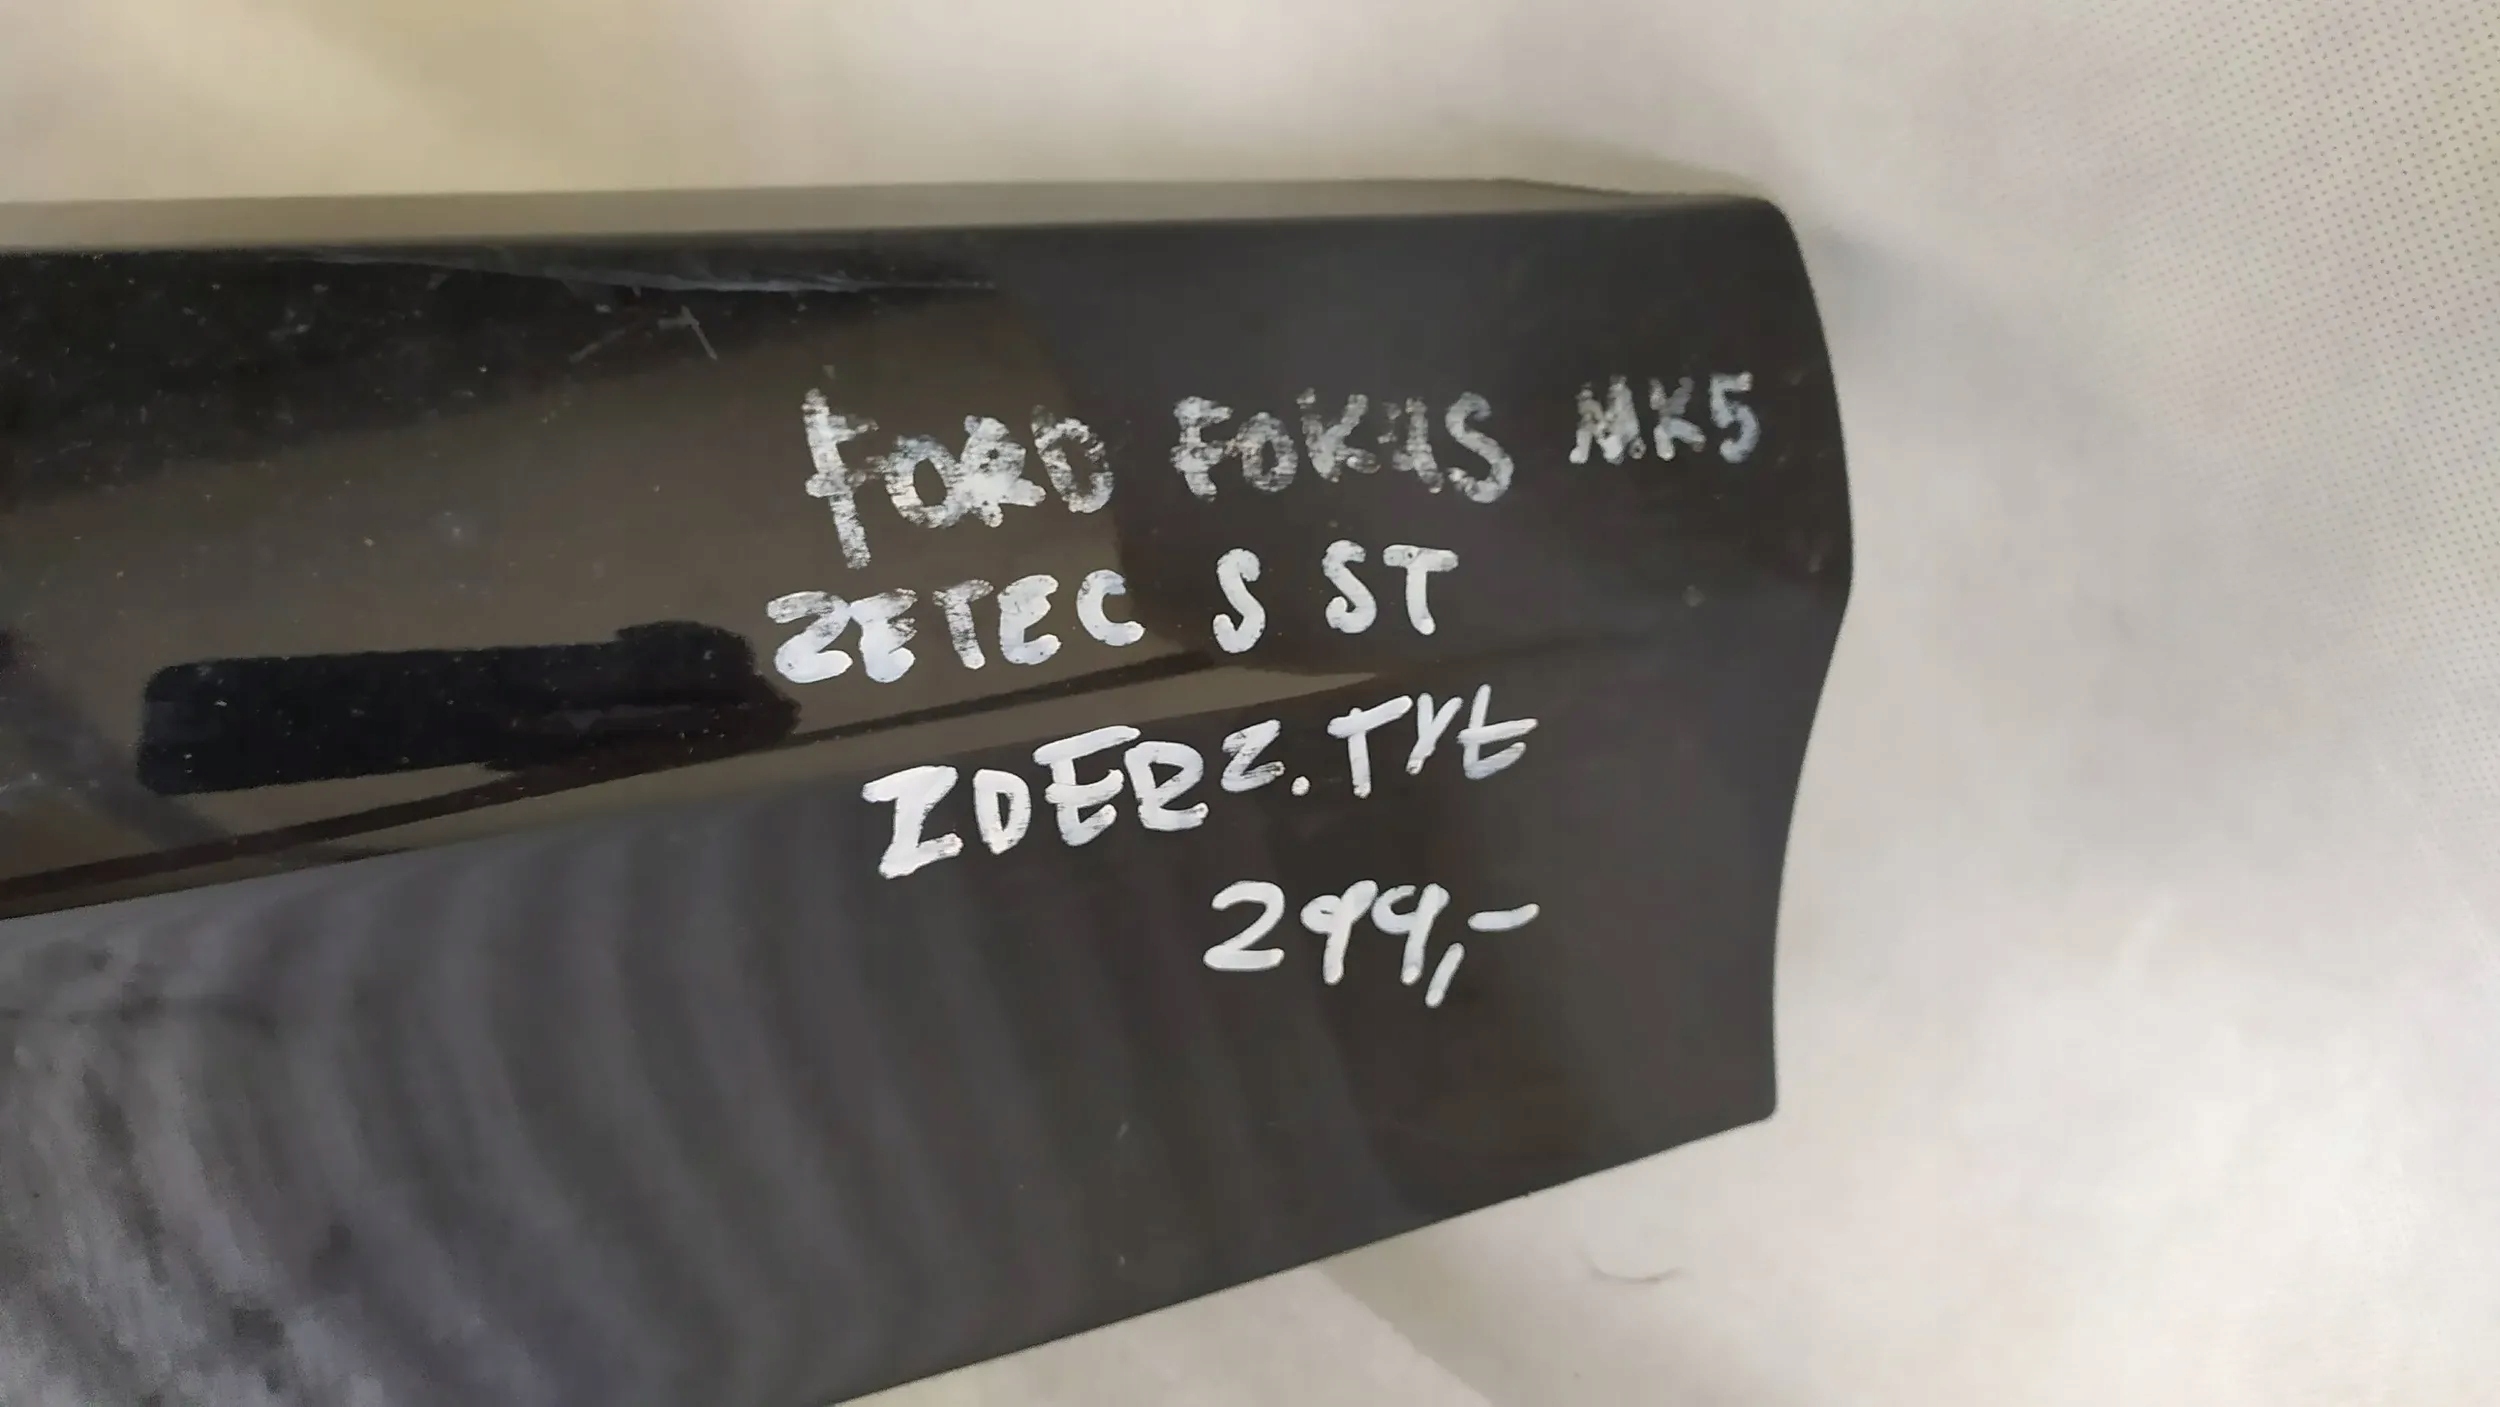 FORD FOKUS MK5
ZETEC S ST
ZDERZ. TYŁ
299,-